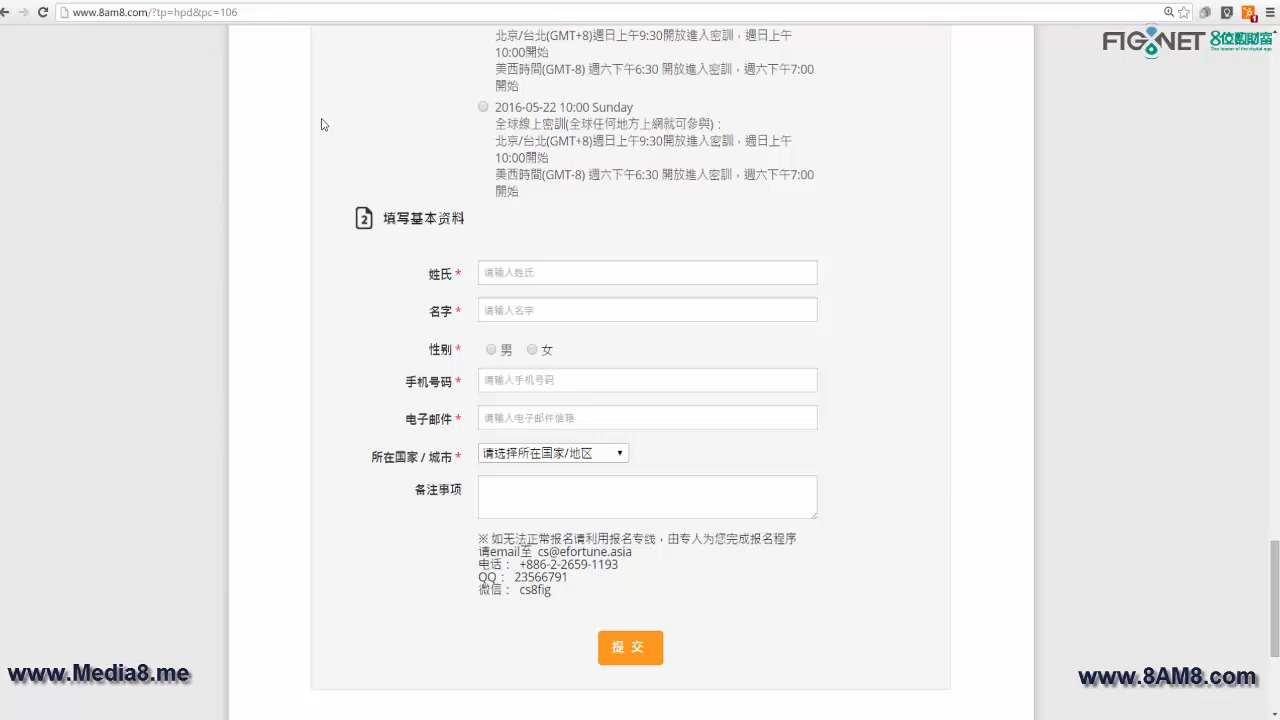 www.8am8.com/?tp=hpd&pc=106
FIGNET 8位數財富
The leader of the digital age
北京/台北(GMT+8)週日上午9:30開放進入密訓，週日上午
10:00開始
美西時間(GMT-8) 週六下午6:30 開放進入密訓，週六下午7:00
開始
2016-05-22 10:00 Sunday
全球線上密訓(全球任何地方上網就可參與)：
北京/台北(GMT+8)週日上午9:30開放進入密訓，週日上午
10:00開始
美西時間(GMT-8) 週六下午6:30 開放進入密訓，週六下午7:00
開始
2 填写基本资料
姓氏 * 请输入姓氏
名字 * 请输入名字
性别 * 男 女
手机号码 * 请输入手机号码
电子邮件 * 请输入电子邮件信箱
所在国家 / 城市 * 请选择所在国家/地区
备注事项
※ 如无法正常报名请利用报名专线，由专人为您完成报名程序
请email至 cs@efortune.asia
电话： +886-2-2659-1193
QQ： 23566791
微信： cs8fig
提 交
www.Media8.me
www.8AM8.com